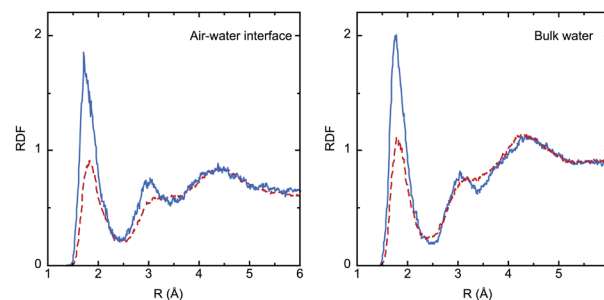 Air-water interface
RDF
2
1
0
1 2 3 4 5 6
R (Å)
Bulk water
RDF
2
1
0
1 2 3 4 5
R (Å)